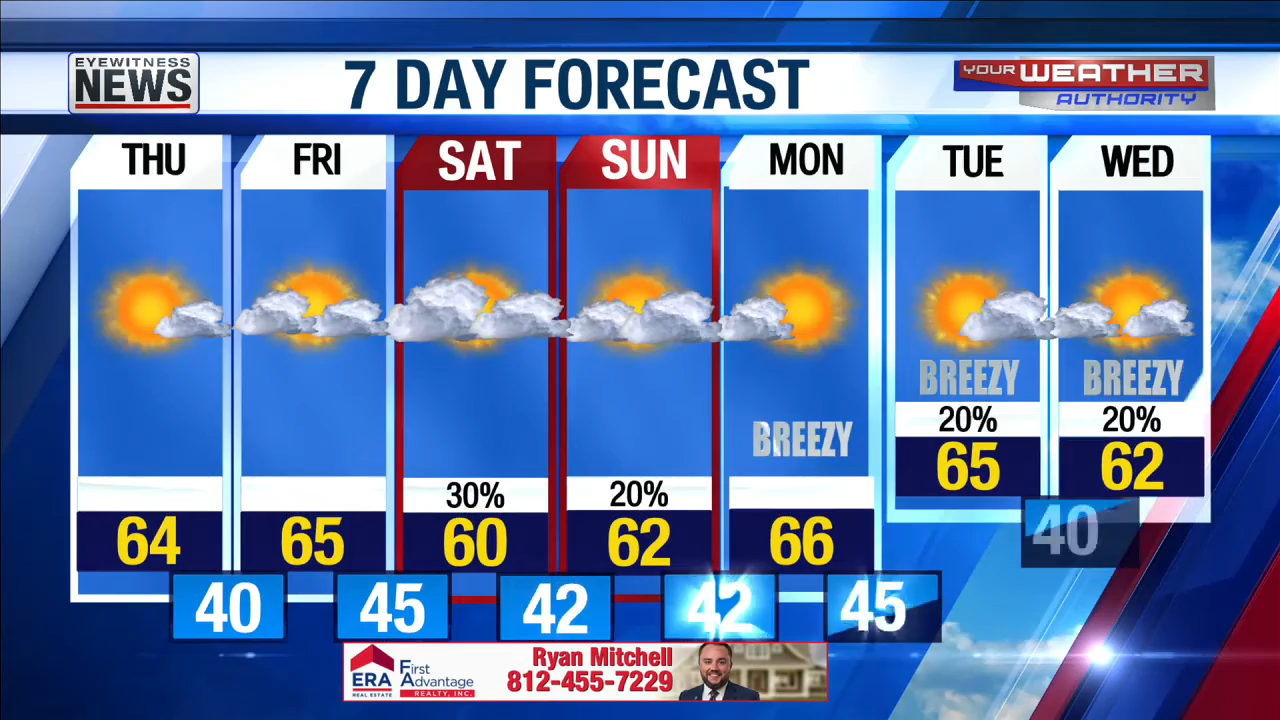 EYEWITNESS
NEWS
7 DAY FORECAST
YOUR WEATHER
AUTHORITY
THU
FRI
SAT
SUN
MON
TUE
WED
BREEZY
BREEZY
BREEZY
30%
20%
20%
20%
64
65
60
62
66
65
62
40
45
42
42
45
40
ERA
REAL ESTATE
First
Advantage
REALTY, INC.
Ryan Mitchell
812-455-7229